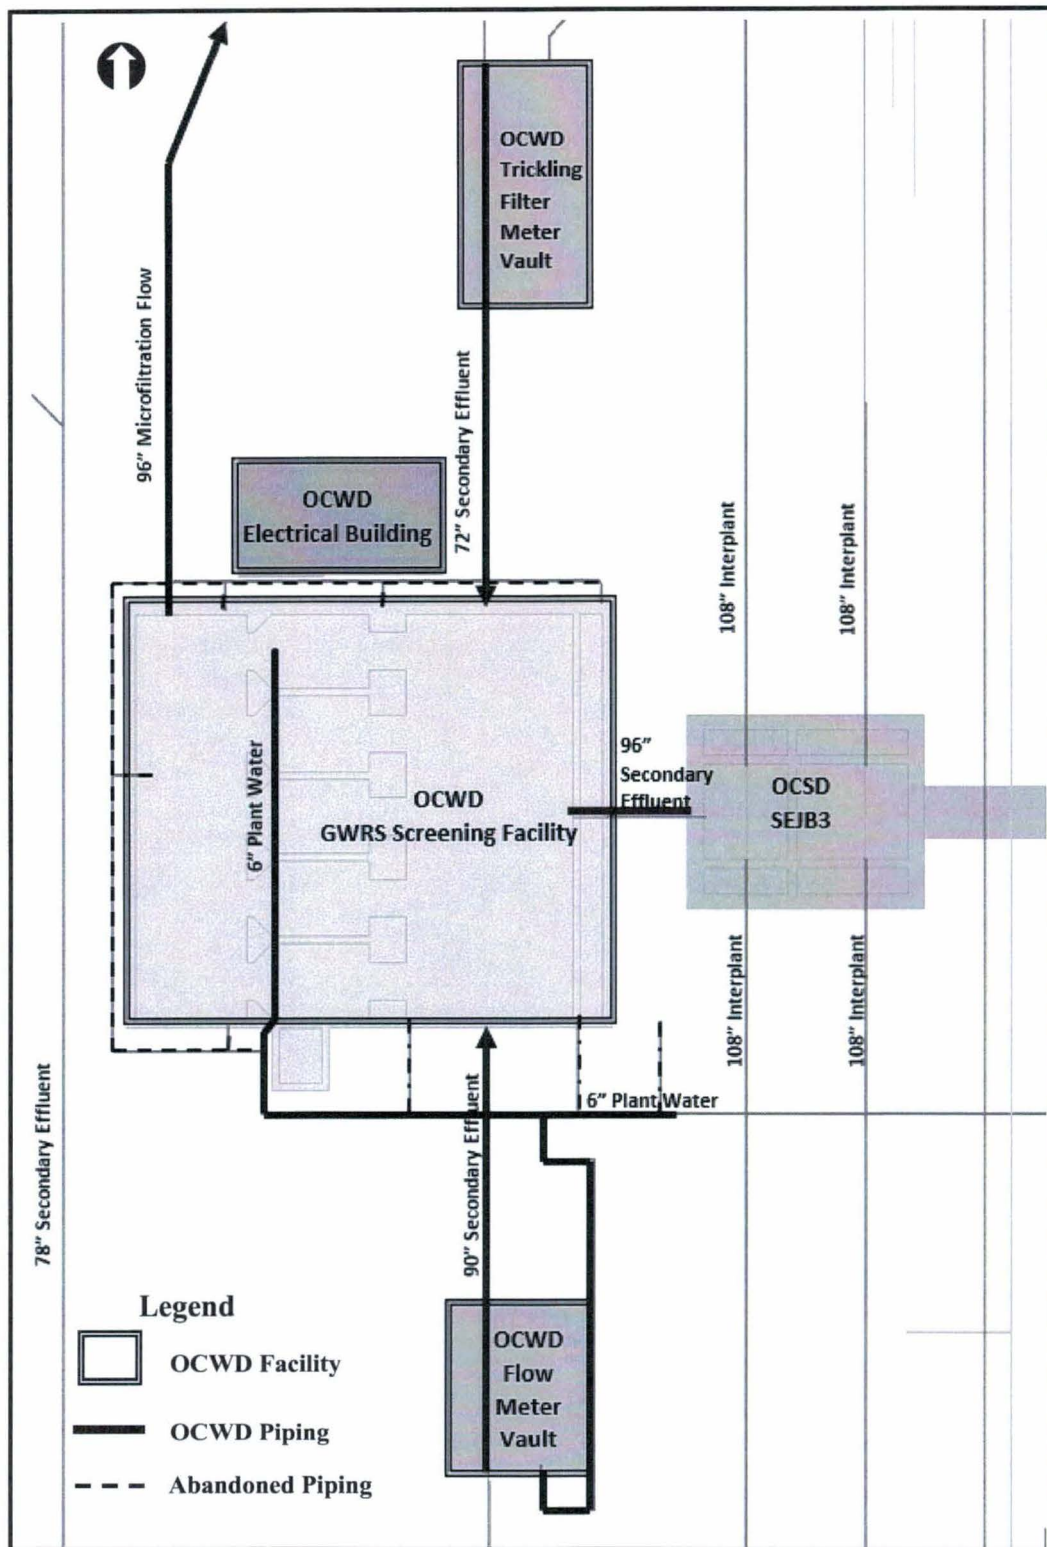 OCWD
Trickling
Filter
Meter
Vault
96" Microfiltration Flow
72" Secondary Effluent
OCWD
Electrical Building
108" Interplant
108" Interplant
6" Plant Water
96"
Secondary
Effluent
OCWD
GWRS Screening Facility
OCSD
SEJB3
108" Interplant
108" Interplant
78" Secondary Effluent
6" Plant Water
90" Secondary Effluent
OCWD
Flow
Meter
Vault
Legend
OCWD Facility
OCWD Piping
Abandoned Piping